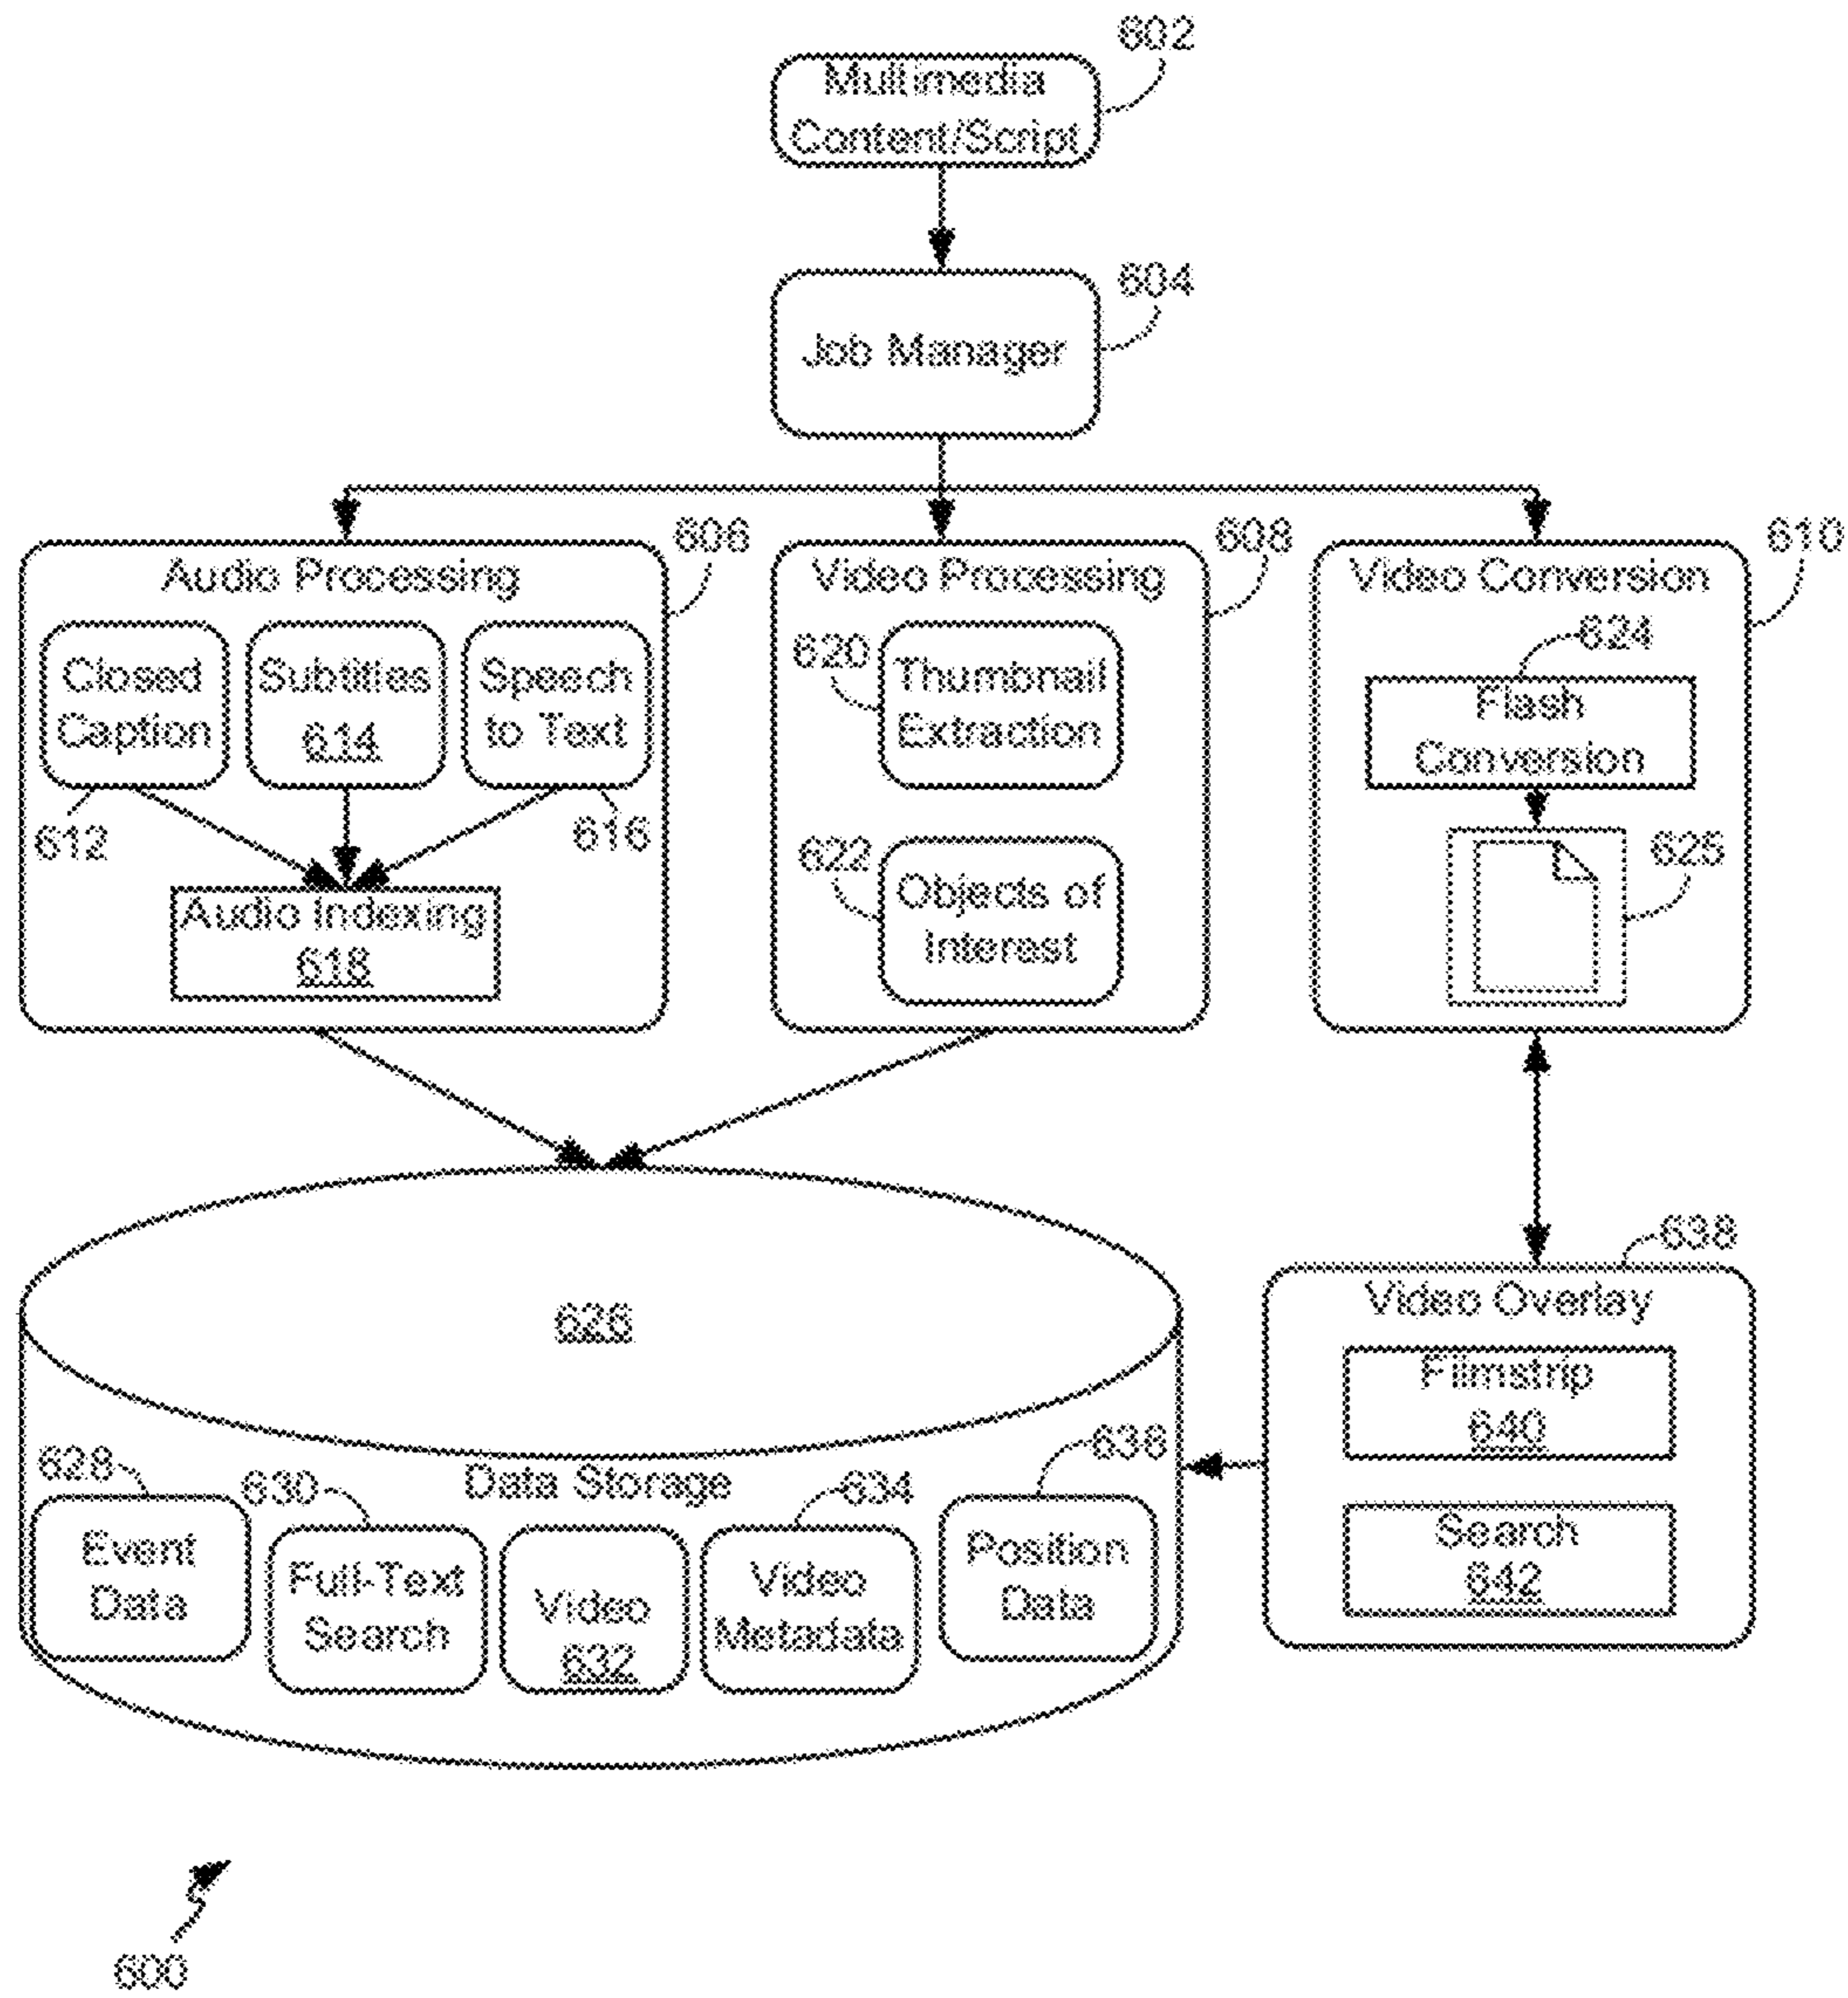 602
Multimedia
Content/Script
604
Job Manager
606
608
610
Audio Processing
Video Processing
Video Conversion
Closed
Caption
Subtitles
614
Speech
to Text
612
616
Audio Indexing
618
620
Thumbnail
Extraction
622
Objects of
Interest
624
Flash
Conversion
625
626
638
Video Overlay
Filmstrip
640
Search
642
Data Storage
628
Event
Data
630
Full-Text
Search
Video
632
634
Video
Metadata
636
Position
Data
600